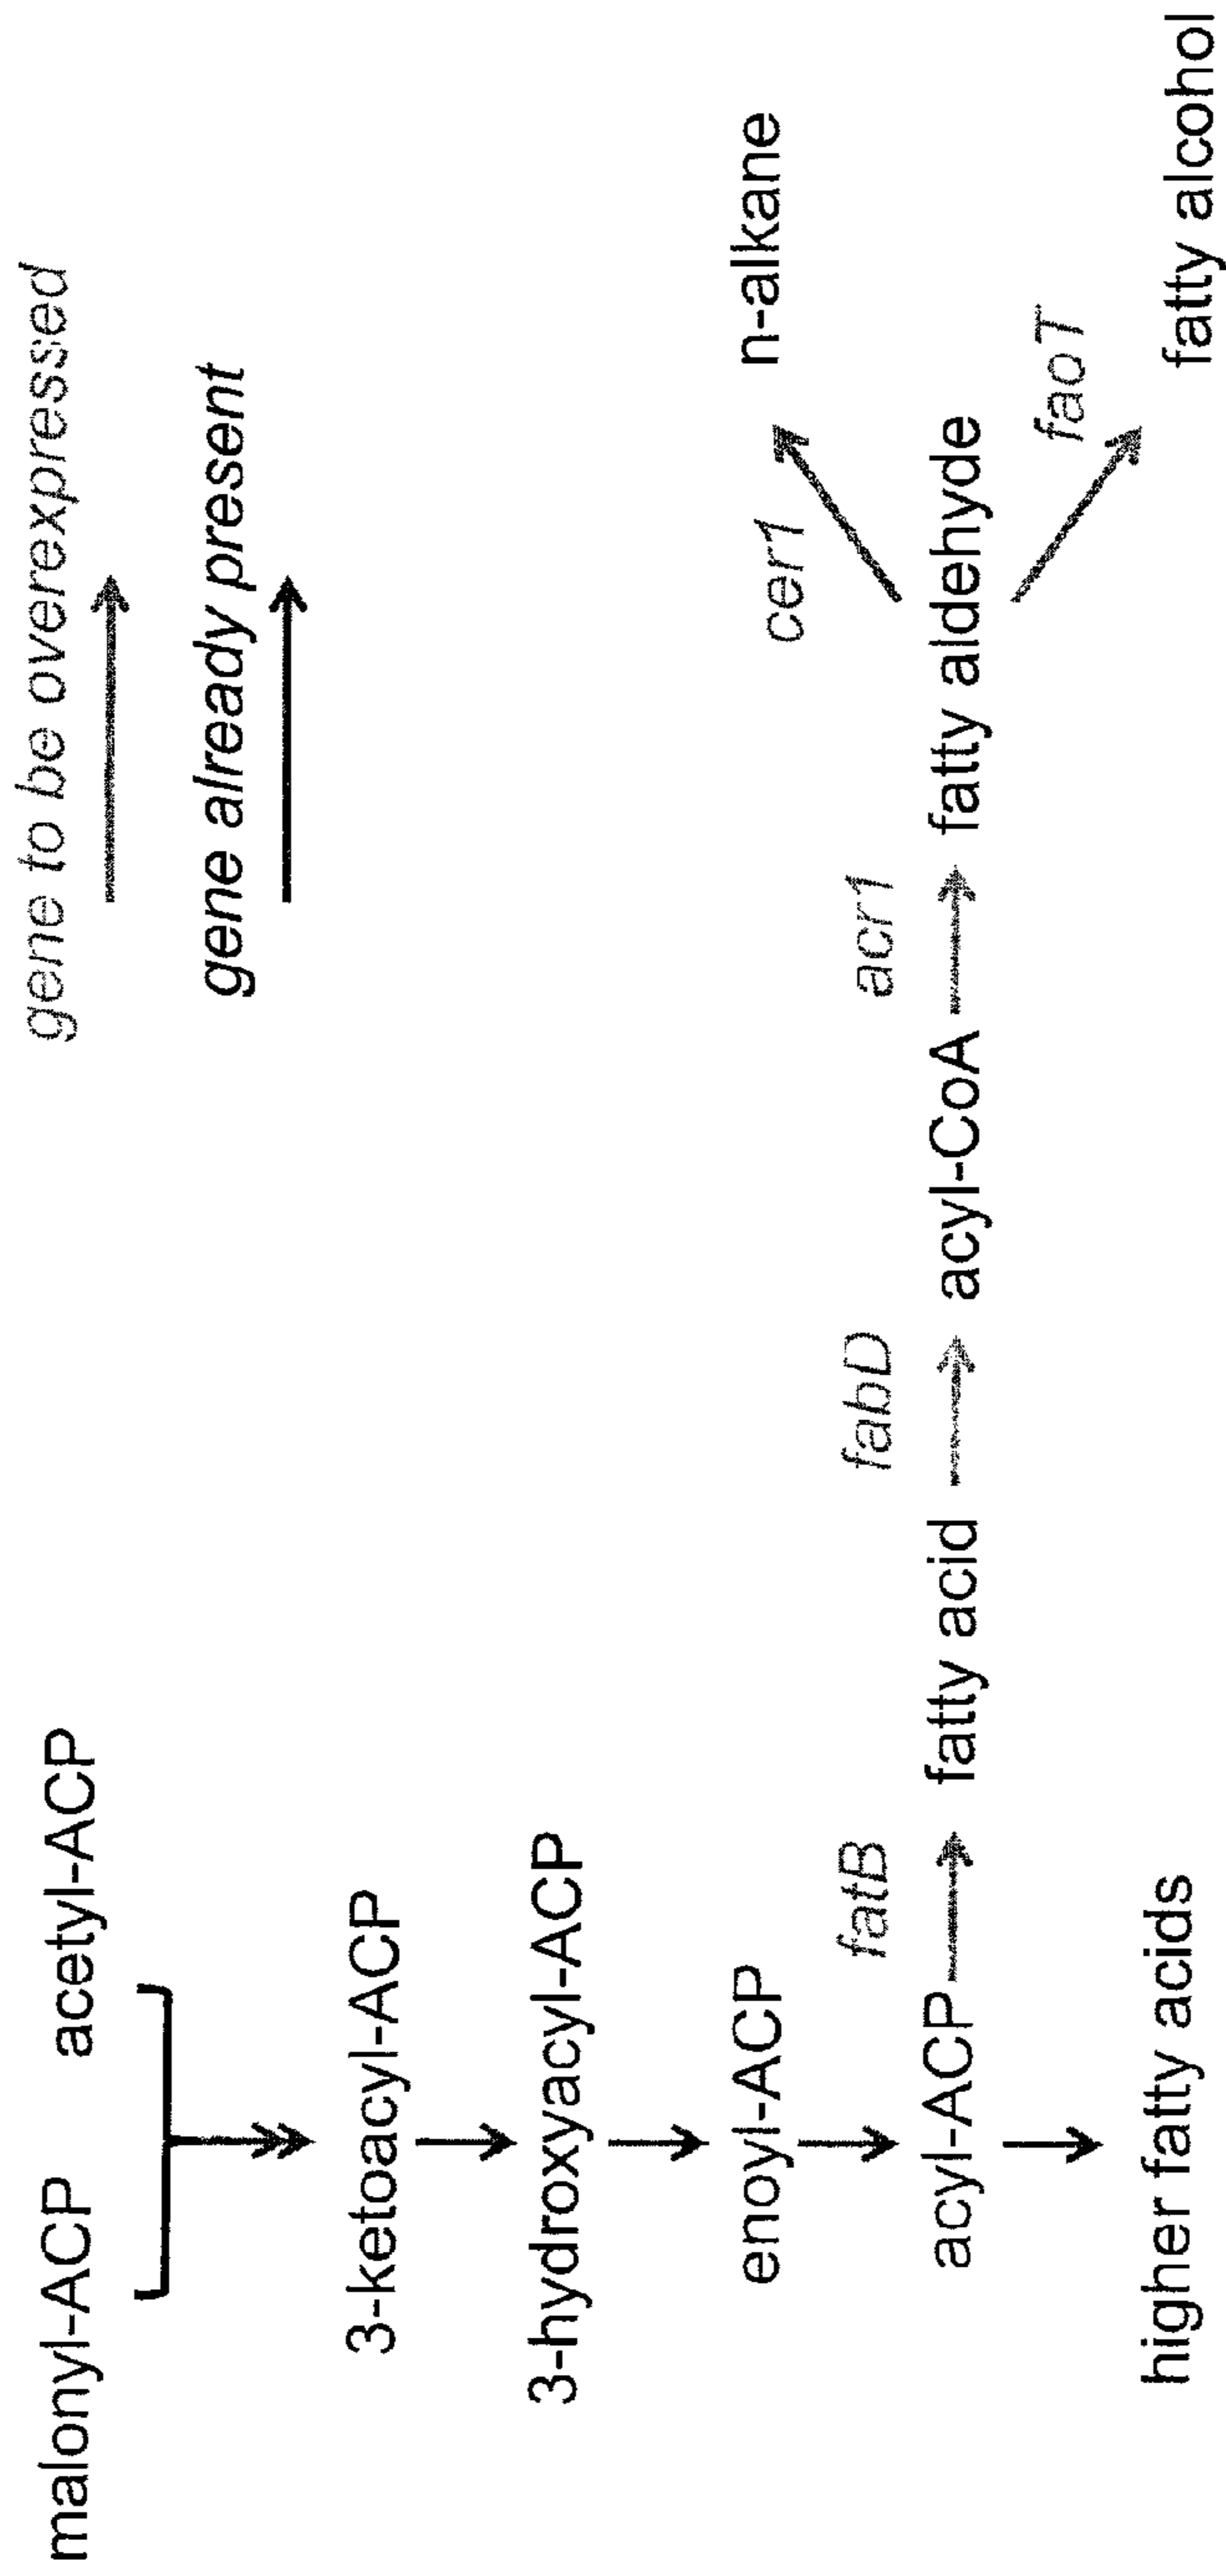 gene to be overexpressed
gene already present
malonyl-ACP acetyl-ACP
3-ketoacyl-ACP
3-hydroxyacyl-ACP
enoyl-ACP
acyl-ACP
fatB
fatty acid
fabD
acyl-CoA
acr1
fatty aldehyde
cer1
n-alkane
faoT
fatty alcohol
higher fatty acids